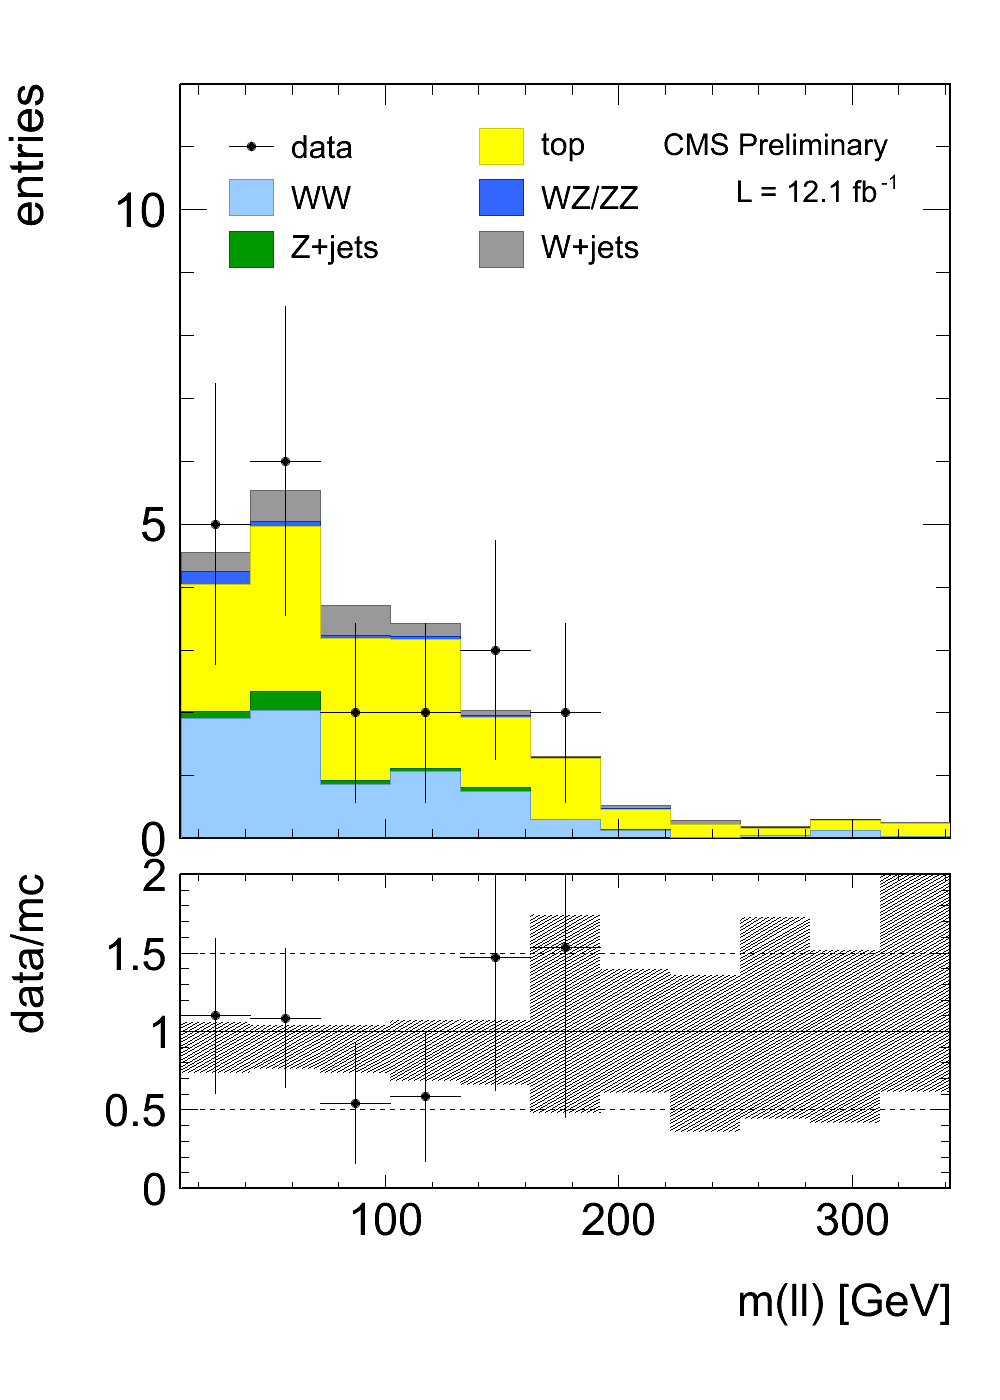 entries
10
5
0
data
WW
Z+jets
top
WZ/ZZ
W+jets
CMS Preliminary
L = 12.1 fb⁻¹
data/mc
2
1.5
1
0.5
0
100 200 300
m(ll) [GeV]